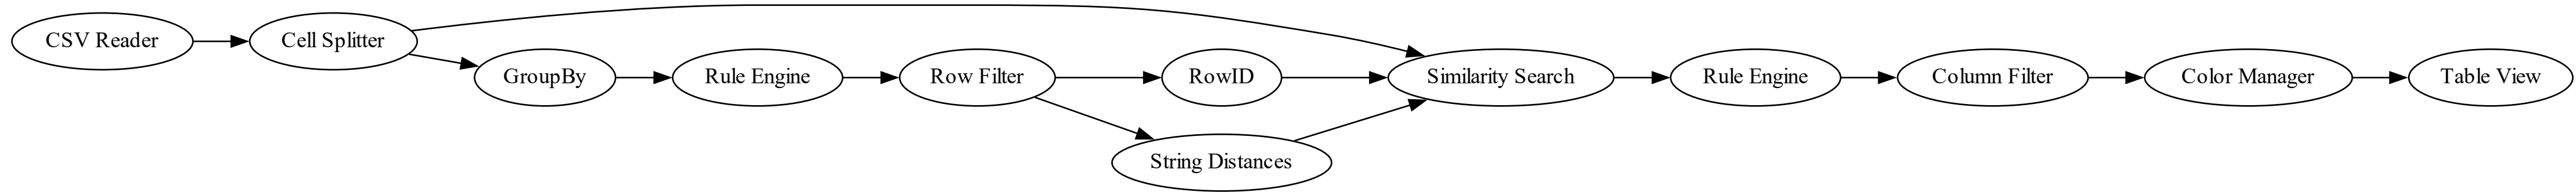 CSV Reader
Cell Splitter
GroupBy
Rule Engine
Row Filter
RowID
String Distances
Similarity Search
Rule Engine
Column Filter
Color Manager
Table View